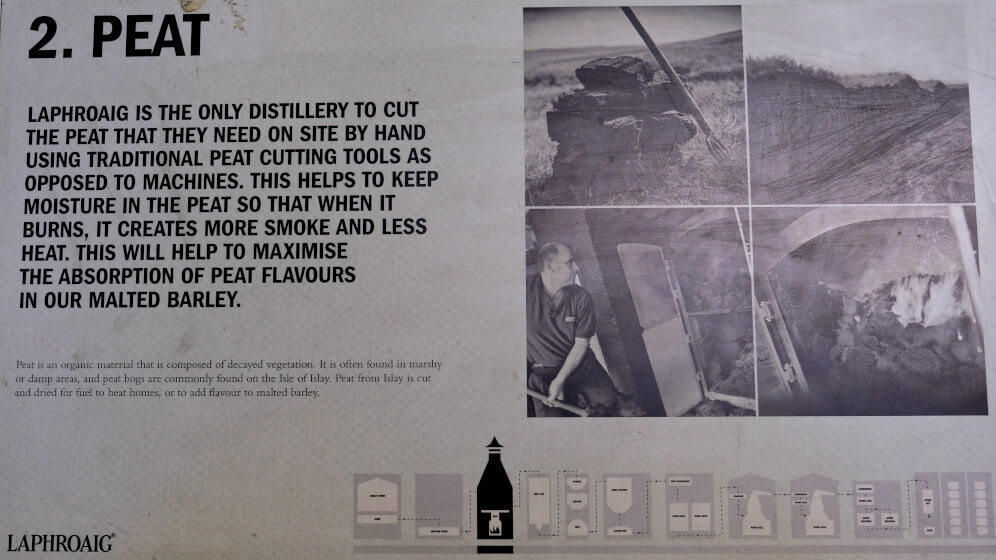 2. PEAT
LAPHROAIG IS THE ONLY DISTILLERY TO CUT
THE PEAT THAT THEY NEED ON SITE BY HAND
USING TRADITIONAL PEAT CUTTING TOOLS AS
OPPOSED TO MACHINES. THIS HELPS TO KEEP
MOISTURE IN THE PEAT SO THAT WHEN IT
BURNS, IT CREATES MORE SMOKE AND LESS
HEAT. THIS WILL HELP TO MAXIMISE
THE ABSORPTION OF PEAT FLAVOURS
IN OUR MALTED BARLEY.
Peat is an organic material that is composed of decayed vegetation. It is often found in marshy
or damp areas, and peat bogs are commonly found on the Isle of Islay. Peat from Islay is cut
and dried for fuel to heat homes, or to add flavour to malted barley.
LAPHROAIG®